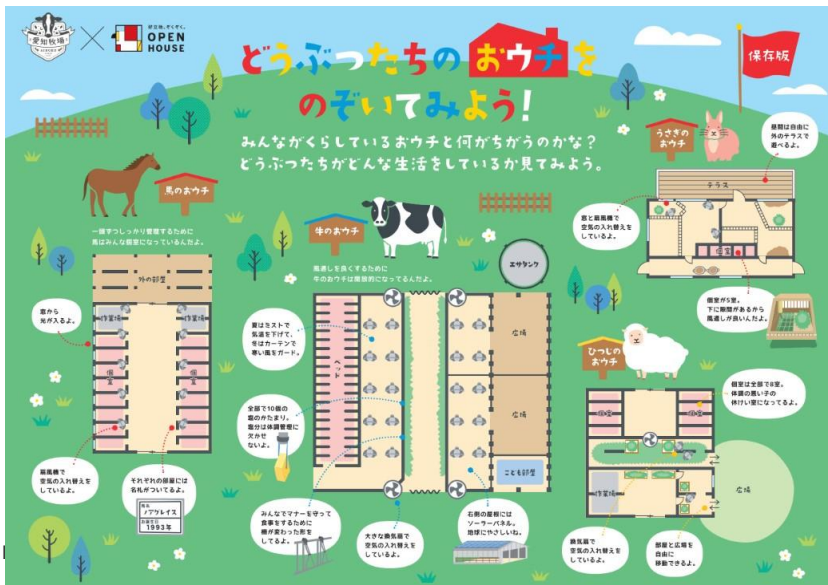 愛知牧場
×
OPEN
HOUSE
保存版
どうぶつたちの おウチ を
のぞいてみよう！
みんながくらしているおウチと何がちがうのかな？
どうぶつたちがどんな生活をしているか見てみよう。
馬のおウチ
一頭ずつしっかり管理するために
馬はみんな個室になっているんだよ。
外の部屋
窓から
光が入るよ。
作業場
作業場
個室
個室
扇風機で
空気の入れ替えを
しているよ。
それぞれの部屋には
名札がついてるよ。
ノアウレイス
1993年
牛のおウチ
風通しを良くするために
牛のおウチは開放的になってるんだよ。
エサタンク
夏はミストで
気温を下げて、
冬はカーテンで
寒い風をガード。
ベッド
広場
広場
こども部屋
全部で10個の
塩のかたまり。
塩分は体調管理に
欠かせ
ないよ。
みんなでマナーを守って
食事をするために
柵が変わった形を
してるよ。
大きな換気扇で
空気の入れ替えを
しているよ。
右側の屋根には
ソーラーパネル。
地球にやさしいね。
うさぎの
おウチ
昼間は自由に
外のテラスで
遊べるよ。
テラス
窓と扇風機で
空気の入れ替えを
しているよ。
個室
個室が5室。
下に隙間があるから
風通しが良いんだよ。
ひつじの
おウチ
個室は全部で8室。
体調の悪い子の
休けい室になってるよ。
個室
個室
作業場
広場
換気扇で
空気の入れ替えを
しているよ。
部屋と広場を
自由に
移動できるよ。